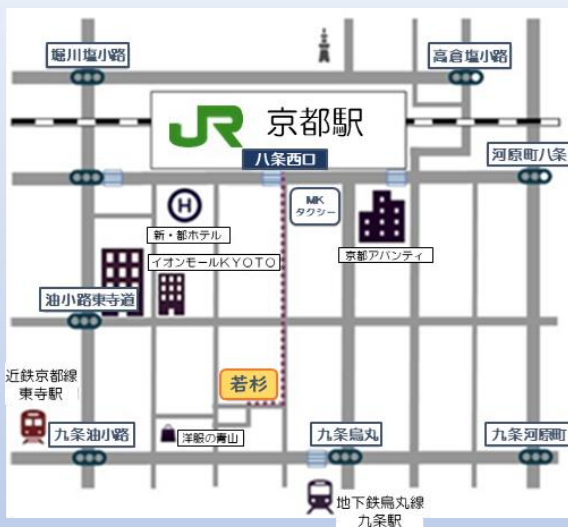 堀川塩小路
高倉塩小路
JR 京都駅
八条西口
河原町八条
H
MK
タクシー
新・都ホテル
京都アバンティ
イオンモールKYOTO
油小路東寺道
近鉄京都線
東寺駅
若杉
九条油小路
洋服の青山
九条烏丸
九条河原町
地下鉄烏丸線
九条駅